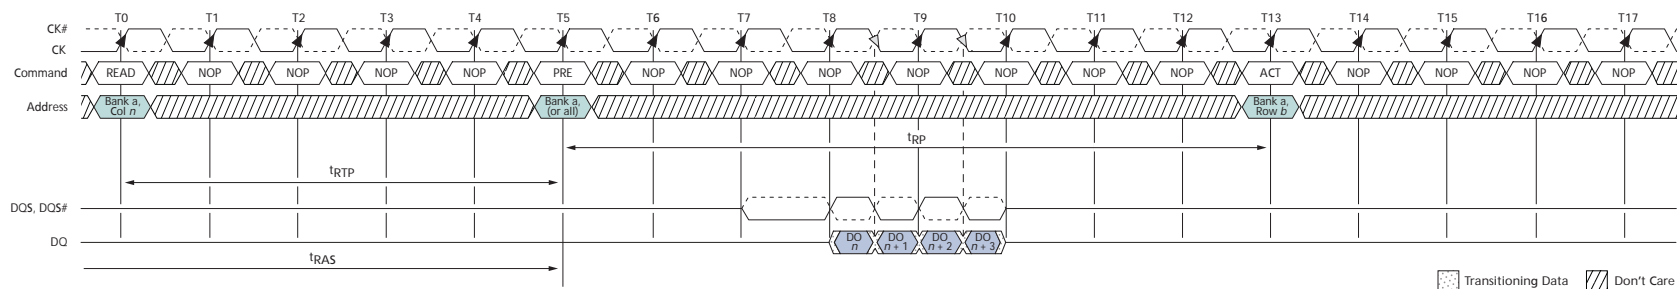 T0 T1 T2 T3 T4 T5 T6 T7 T8 T9 T10 T11 T12 T13 T14 T15 T16 T17
CK#
CK
Command READ NOP NOP NOP NOP PRE NOP NOP NOP NOP NOP NOP NOP ACT NOP NOP NOP NOP
Address Bank a, Col n Bank a, (or all) Bank a, Row b
tRP
tRTP
DQS, DQS#
DQ DO n DO n + 1 DO n + 2 DO n + 3
tRAS
Transitioning Data Don't Care